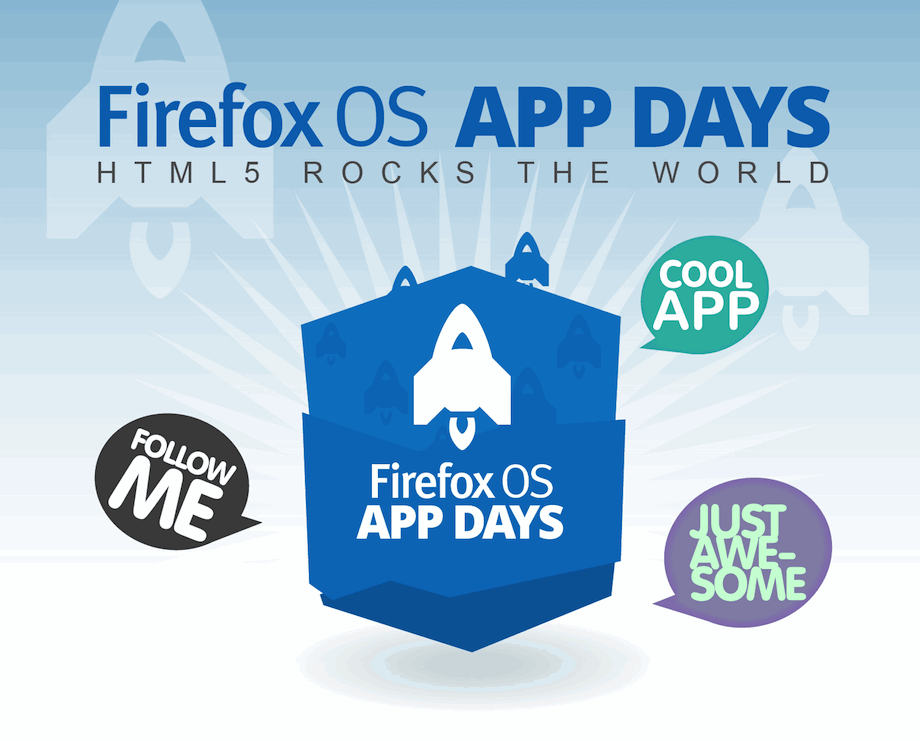 Firefox OS APP DAYS
HTML5 ROCKS THE WORLD
COOL
APP
FOLLOW
ME
Firefox OS
APP DAYS
JUST
AWE-
SOME